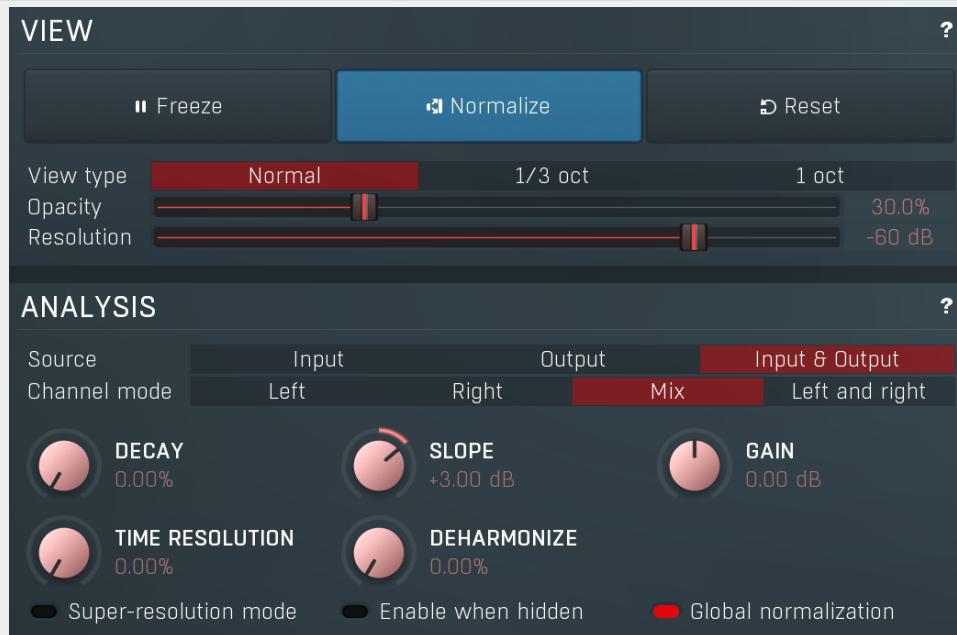 VIEW ?
Freeze Normalize Reset
View type Normal 1/3 oct 1 oct
Opacity 30.0%
Resolution -60 dB
ANALYSIS ?
Source Input Output Input & Output
Channel mode Left Right Mix Left and right
DECAY SLOPE GAIN
0.00% +3.00 dB 0.00 dB
TIME RESOLUTION DEHARMONIZE
0.00% 0.00%
Super-resolution mode Enable when hidden Global normalization